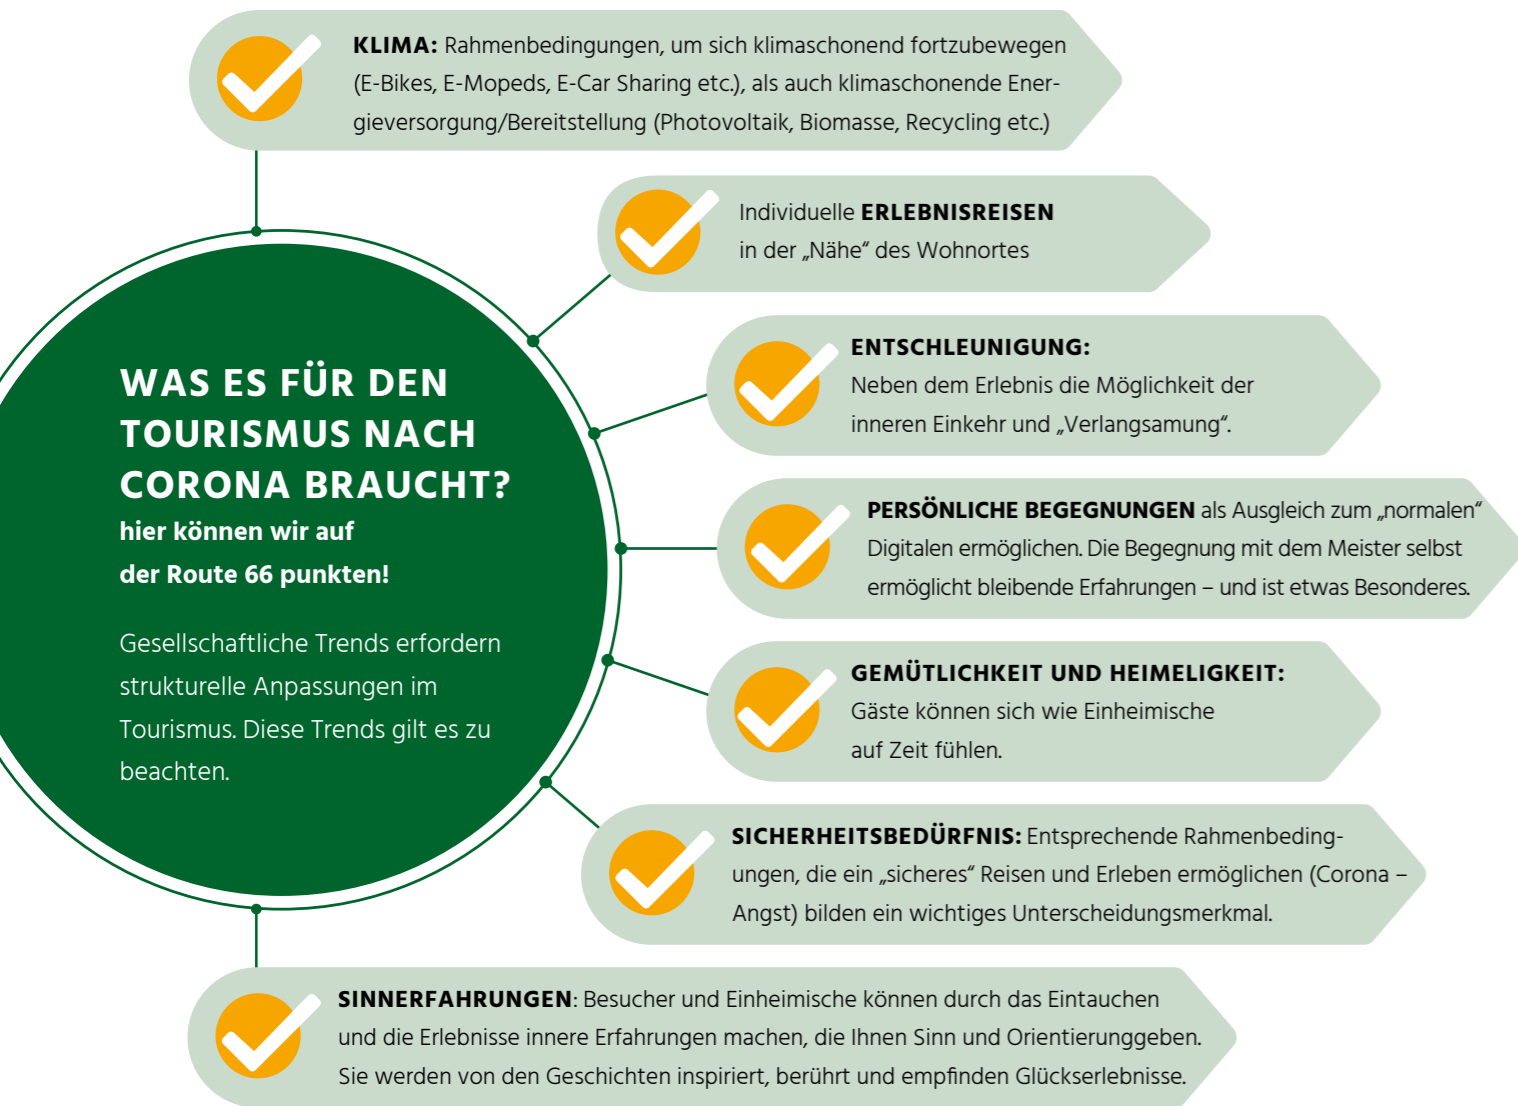 KLIMA: Rahmenbedingungen, um sich klimaschonend fortzubewegen
(E-Bikes, E-Mopeds, E-Car Sharing etc.), als auch klimaschonende Ener-
gieversorgung/Bereitstellung (Photovoltaik, Biomasse, Recycling etc.)
Individuelle ERLEBNISREISEN
in der „Nähe“ des Wohnortes
WAS ES FÜR DEN
TOURISMUS NACH
CORONA BRAUCHT?
hier können wir auf
der Route 66 punkten!
Gesellschaftliche Trends erfordern
strukturelle Anpassungen im
Tourismus. Diese Trends gilt es zu
beachten.
ENTSCHLEUNIGUNG:
Neben dem Erlebnis die Möglichkeit der
inneren Einkehr und „Verlangsamung“.
PERSÖNLICHE BEGEGNUNGEN als Ausgleich zum „normalen“
Digitalen ermöglichen. Die Begegnung mit dem Meister selbst
ermöglicht bleibende Erfahrungen – und ist etwas Besonderes.
GEMÜTLICHKEIT UND HEIMELIGKEIT:
Gäste können sich wie Einheimische
auf Zeit fühlen.
SICHERHEITSBEDÜRFNIS: Entsprechende Rahmenbeding-
ungen, die ein „sicheres“ Reisen und Erleben ermöglichen (Corona –
Angst) bilden ein wichtiges Unterscheidungsmerkmal.
SINNERFAHRUNGEN: Besucher und Einheimische können durch das Eintauchen
und die Erlebnisse innere Erfahrungen machen, die Ihnen Sinn und Orientierunggeben.
Sie werden von den Geschichten inspiriert, berührt und empfinden Glückserlebnisse.